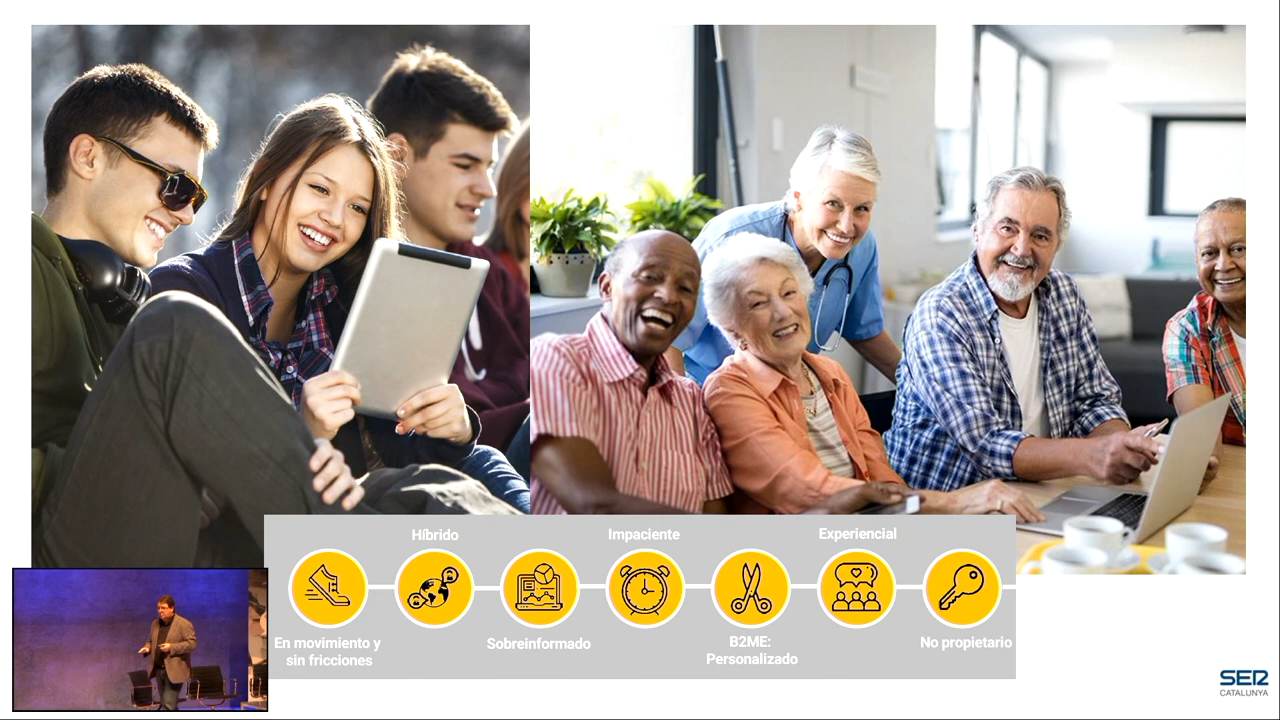 Híbrido
Impaciente
Experiencial
En movimiento y
sin fricciones
Sobreinformado
B2ME:
Personalizado
No propietario
SER
CATALUNYA